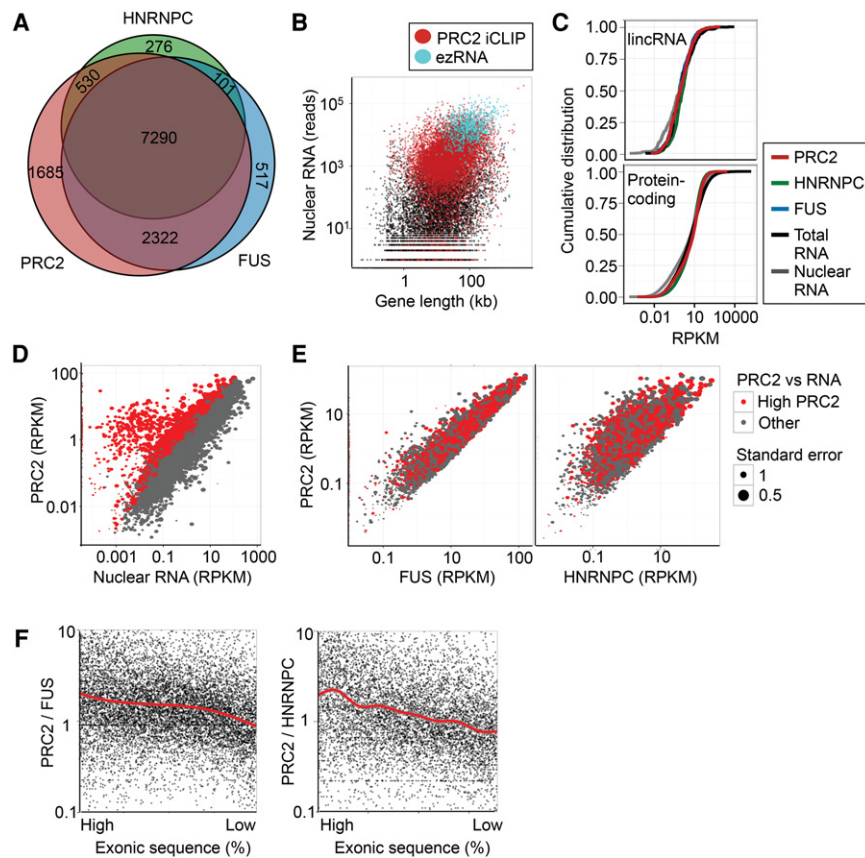 A
HNRNPC
276
530
101
7290
1685
517
2322
PRC2
FUS
B
PRC2 iCLIP
ezRNA
Nuclear RNA (reads)
10⁵
10³
10¹
1
100
Gene length (kb)
C
lincRNA
Cumulative distribution
1.00
0.75
0.50
0.25
0.00
Protein-
coding
1.00
0.75
0.50
0.25
0.00
0.01
10
10000
RPKM
PRC2
HNRNPC
FUS
Total
RNA
Nuclear
RNA
D
PRC2 (RPKM)
100
1
0.01
0.001
0.1
10
1000
Nuclear RNA (RPKM)
E
PRC2 (RPKM)
10
0.1
0.1
10
100
FUS (RPKM)
0.1
10
HNRNPC (RPKM)
PRC2 vs RNA
High PRC2
Other
Standard error
1
0.5
F
PRC2 / FUS
10
1
0.1
High
Low
Exonic sequence (%)
PRC2 / HNRNPC
10
1
0.1
High
Low
Exonic sequence (%)